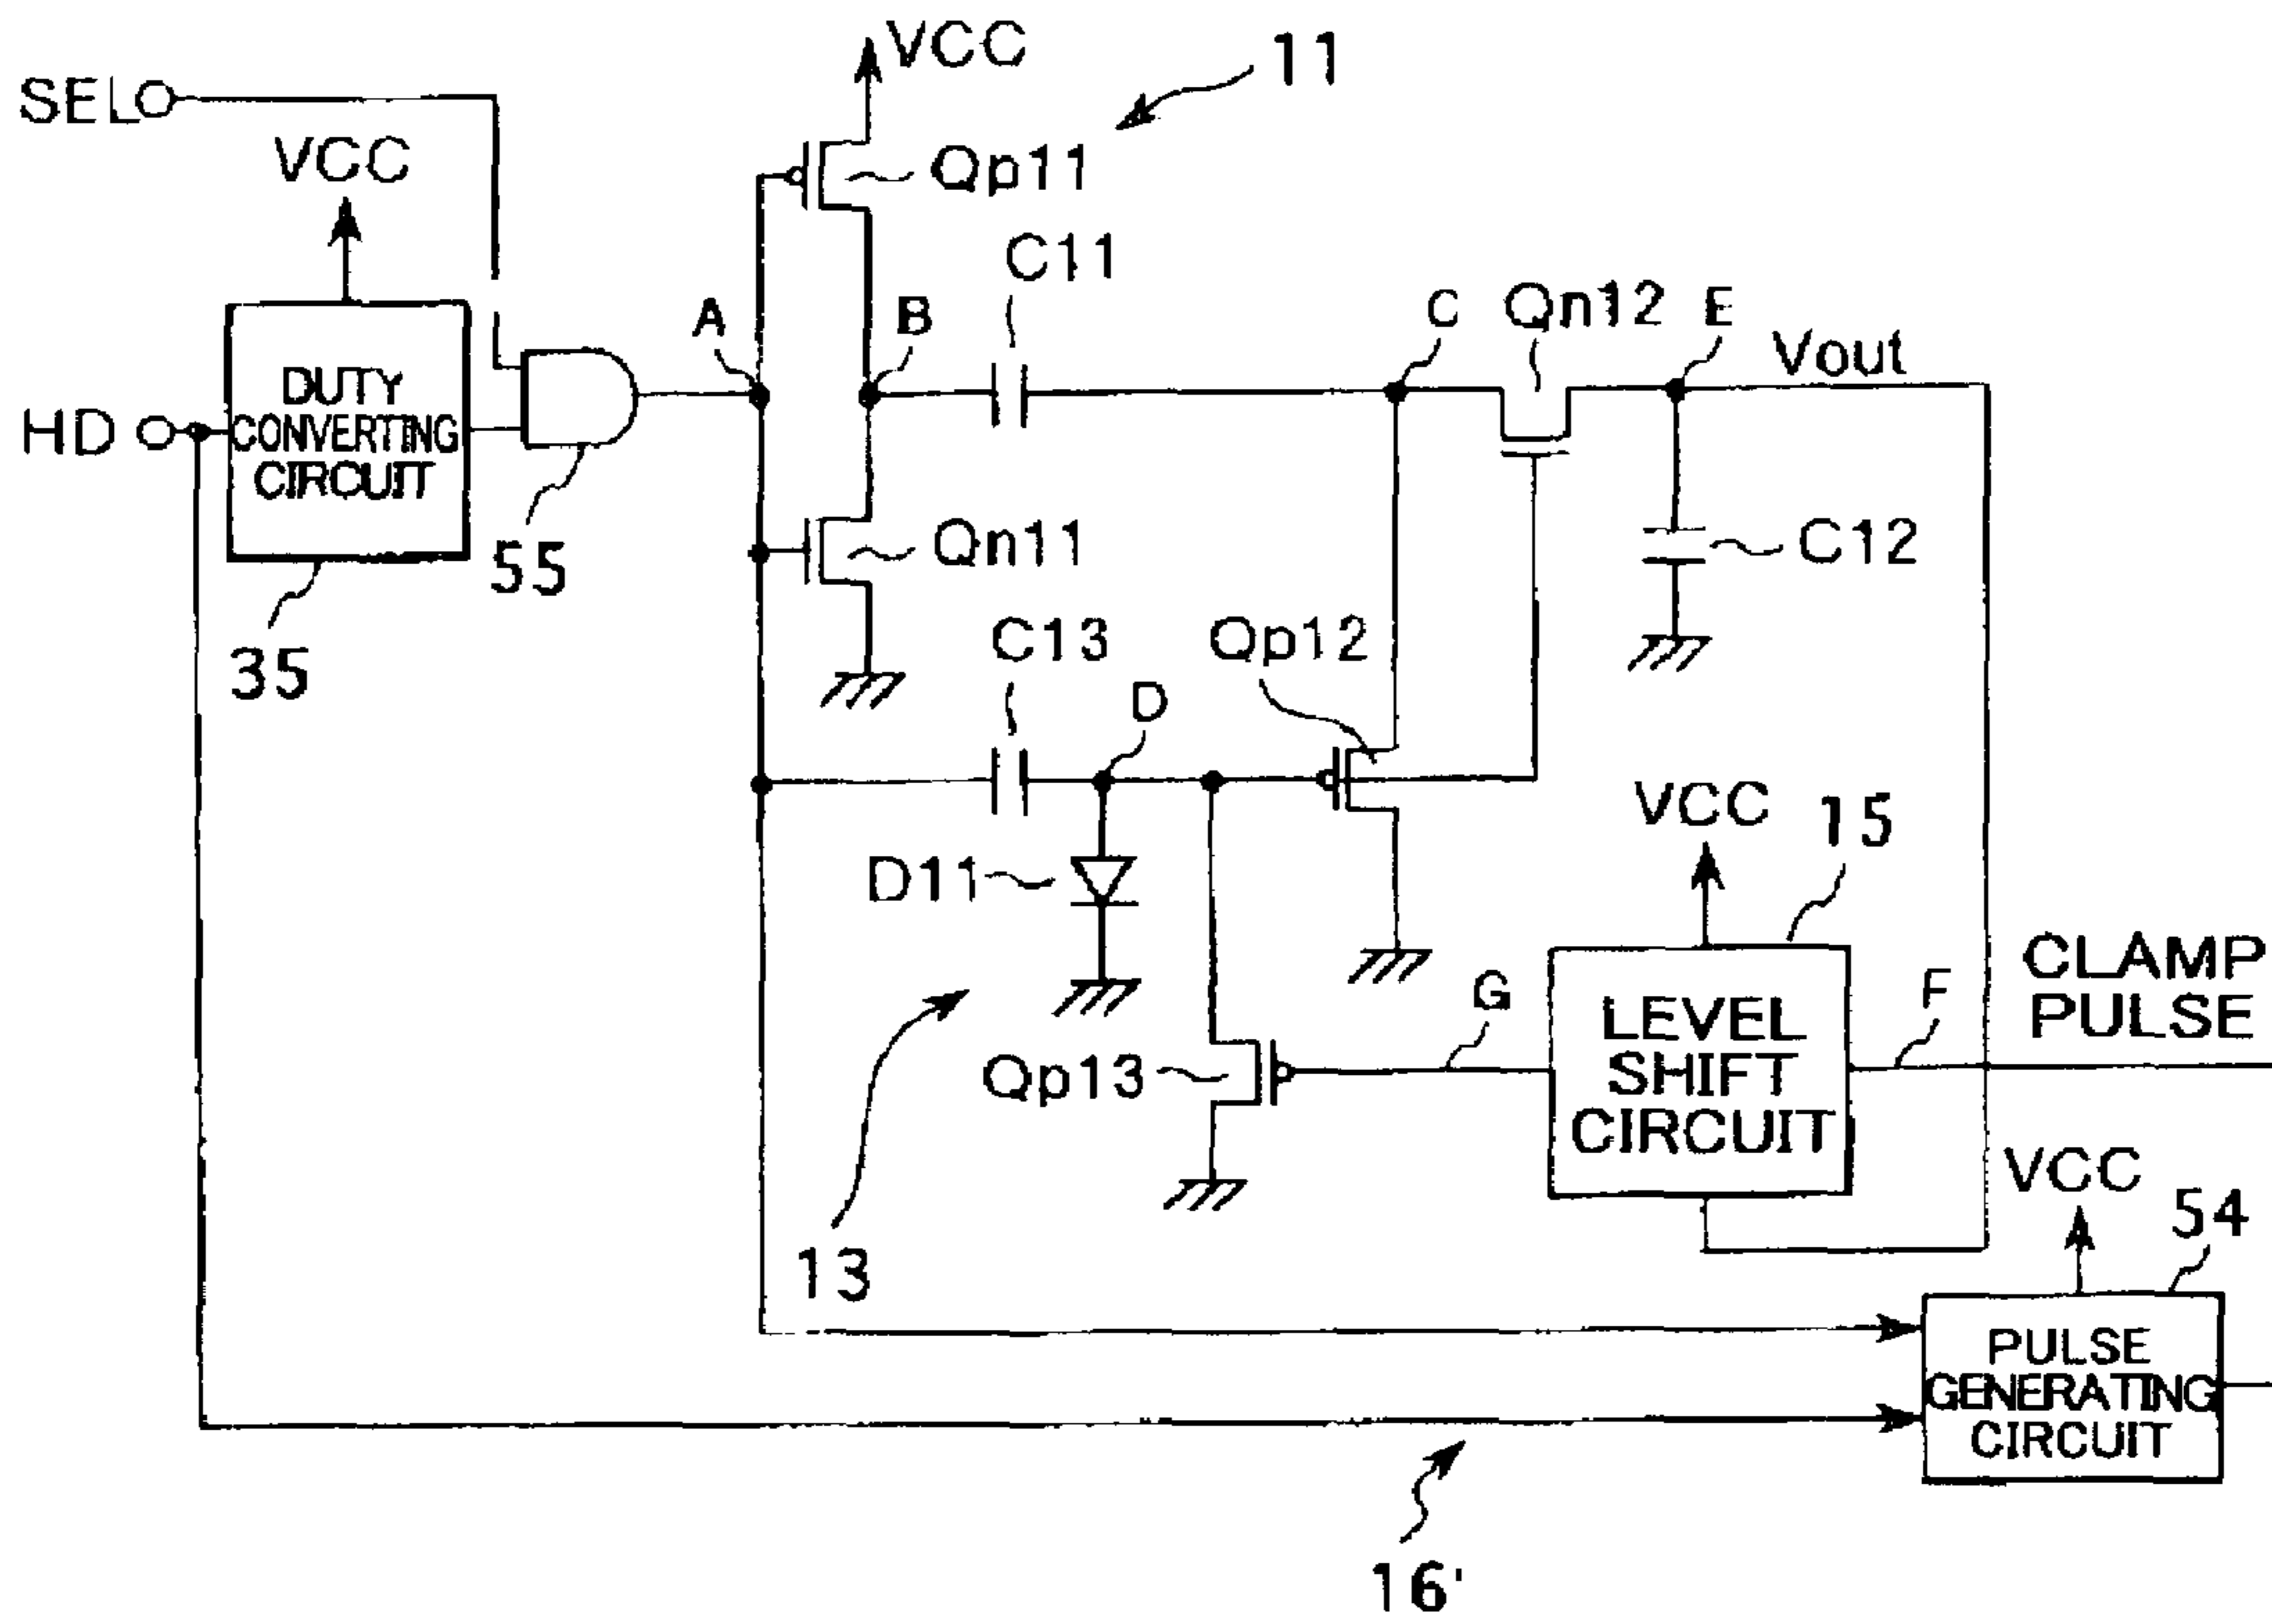 VCC
11
SEL
VCC
Qp11
C11
A
B
C
Qn12
E
Vout
DUTY
CONVERTING
CIRCUIT
HD
55
Qn11
C12
35
C13
Qp12
D
VCC
15
D11
CLAMP
PULSE
G
F
LEVEL
SHIFT
CIRCUIT
Qp13
VCC
54
13
PULSE
GENERATING
CIRCUIT
16'